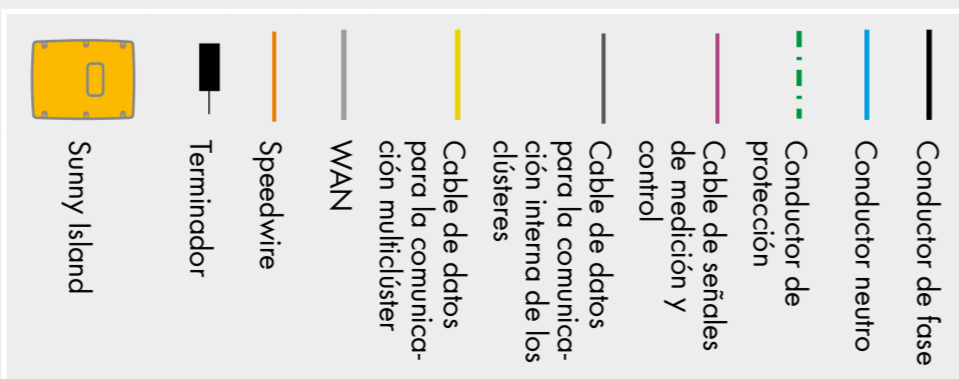 Conductor de fase
Conductor neutro
Conductor de
protección
Cable de señales
de medición y
control
Cable de datos
para la comunica-
ción interna de los
clústeres
Cable de datos
para la comunica-
ción multiclúster
WAN
Speedwire
Terminador
Sunny Island